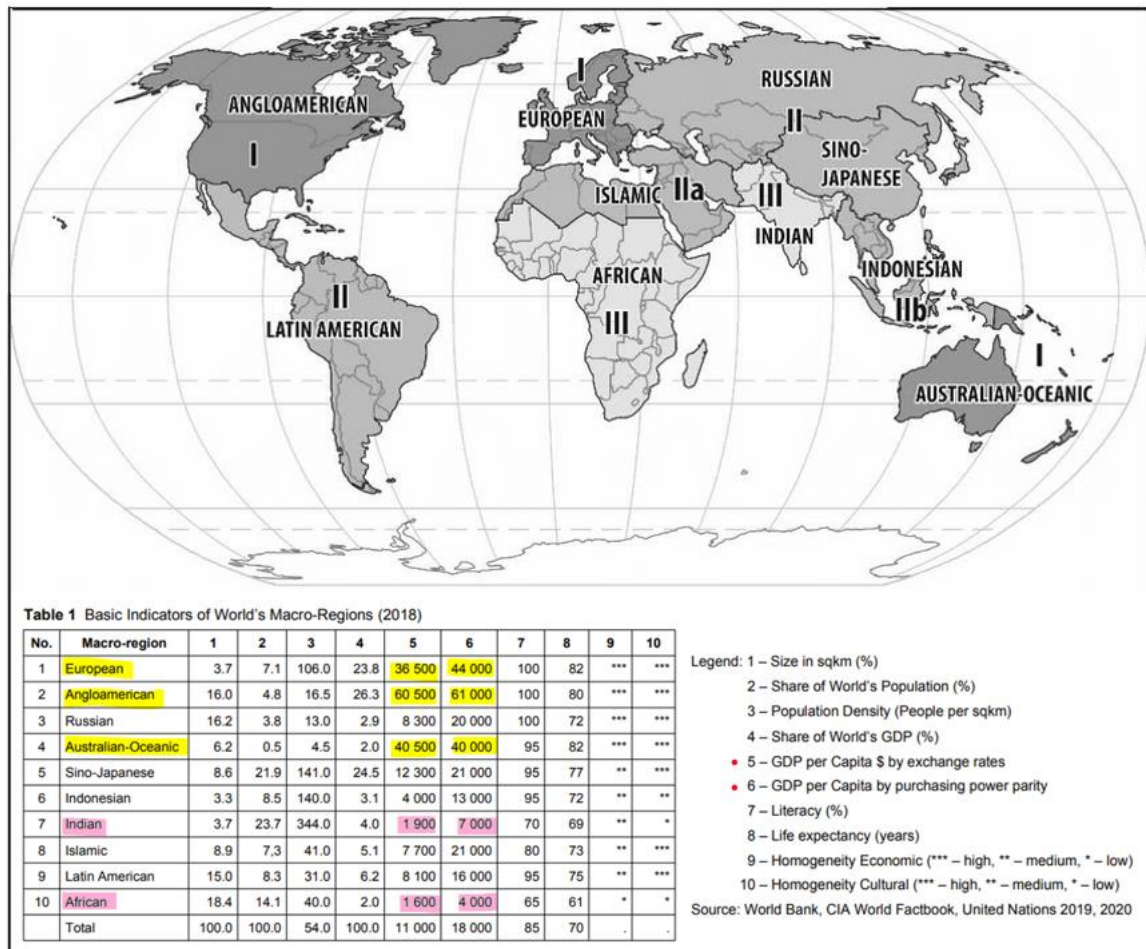 I
RUSSIAN
ANGLOAMERICAN
EUROPEAN
II
I
SINO-
JAPANESE
ISLAMIC
IIa
III
INDIAN
AFRICAN
INDONESIAN
II
IIb
LATIN AMERICAN
III
I
AUSTRALIAN-OCEANIC
Table 1 Basic Indicators of World's Macro-Regions (2018)
No. Macro-region 1 2 3 4 5 6 7 8 9 10
1 European 3.7 7.1 106.0 23.8 36 500 44 000 100 82 *** ***
2 Angloamerican 16.0 4.8 16.5 26.3 60 500 61 000 100 80 *** ***
3 Russian 16.2 3.8 13.0 2.9 8 300 20 000 100 72 *** ***
4 Australian-Oceanic 6.2 0.5 4.5 2.0 40 500 40 000 95 82 *** ***
5 Sino-Japanese 8.6 21.9 141.0 24.5 12 300 21 000 95 77 ** ***
6 Indonesian 3.3 8.5 140.0 3.1 4 000 13 000 95 72 ** **
7 Indian 3.7 23.7 344.0 4.0 1 900 7 000 70 69 ** *
8 Islamic 8.9 7,3 41.0 5.1 7 700 21 000 80 73 ** ***
9 Latin American 15.0 8.3 31.0 6.2 8 100 16 000 95 75 ** ***
10 African 18.4 14.1 40.0 2.0 1 600 4 000 65 61 * *
Total 100.0 100.0 54.0 100.0 11 000 18 000 85 70 . .
Legend: 1 – Size in sqkm (%)
2 – Share of World's Population (%)
3 – Population Density (People per sqkm)
4 – Share of World's GDP (%)
5 – GDP per Capita $ by exchange rates
6 – GDP per Capita by purchasing power parity
7 – Literacy (%)
8 – Life expectancy (years)
9 – Homogeneity Economic (*** – high, ** – medium, * – low)
10 – Homogeneity Cultural (*** – high, ** – medium, * – low)
Source: World Bank, CIA World Factbook, United Nations 2019, 2020